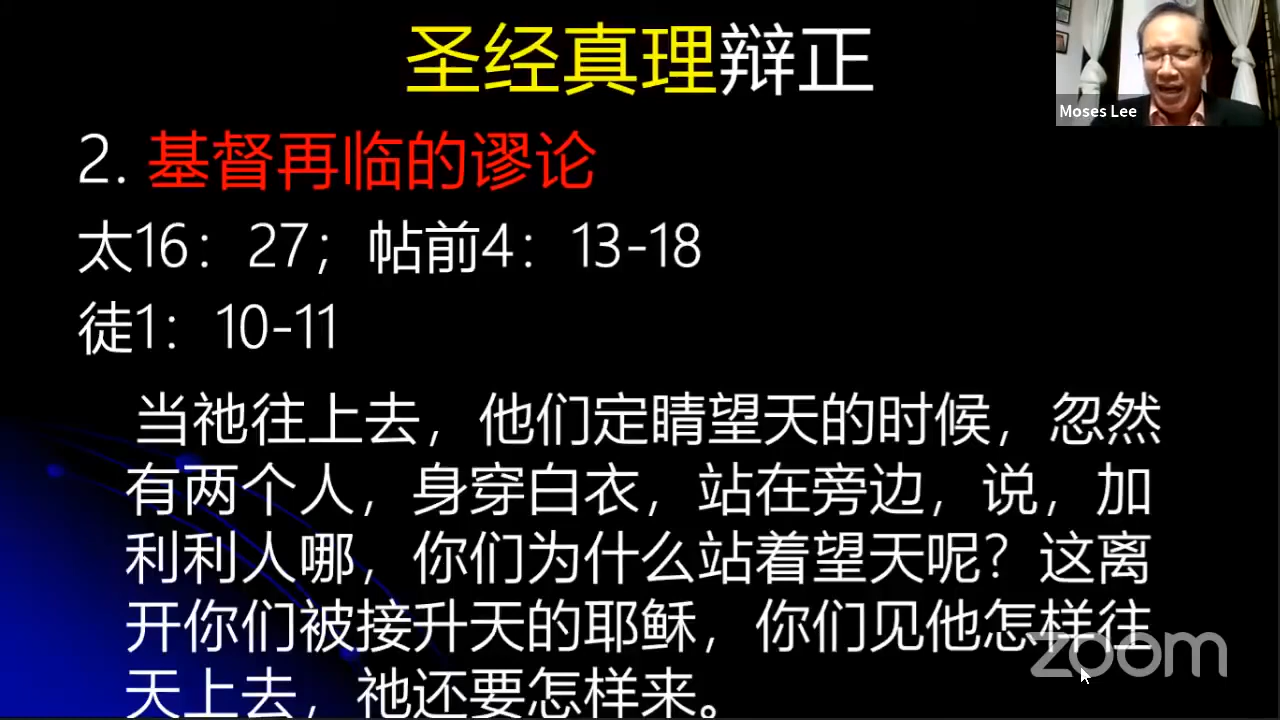 圣经真理辩正
Moses Lee
2. 基督再临的谬论
太16：27；帖前4：13-18
徒1：10-11
当祂往上去，他们定睛望天的时候，忽然
有两个人，身穿白衣，站在旁边，说，加
利利人哪，你们为什么站着望天呢？这离
开你们被接升天的耶稣，你们见他怎样往
天上去，祂还要怎样来。
zoom